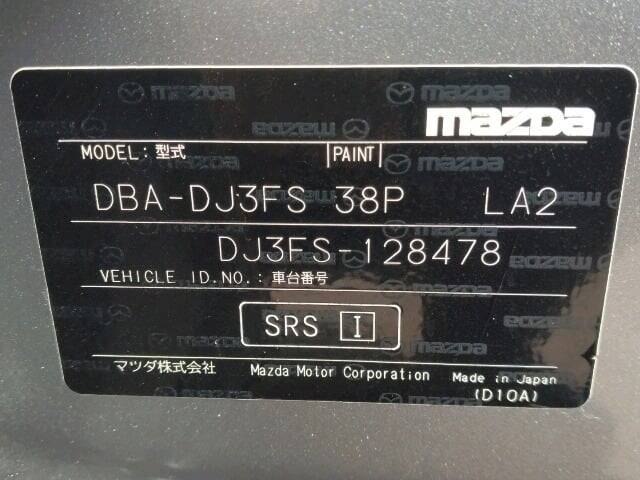 mazda
MODEL: 型式 PAINT
DBA-DJ3FS 38P LA2
DJ3FS-128478
VEHICLE ID.NO.: 車台番号
SRS I
マツダ株式会社 Mazda Motor Corporation Made in Japan
(D10A)